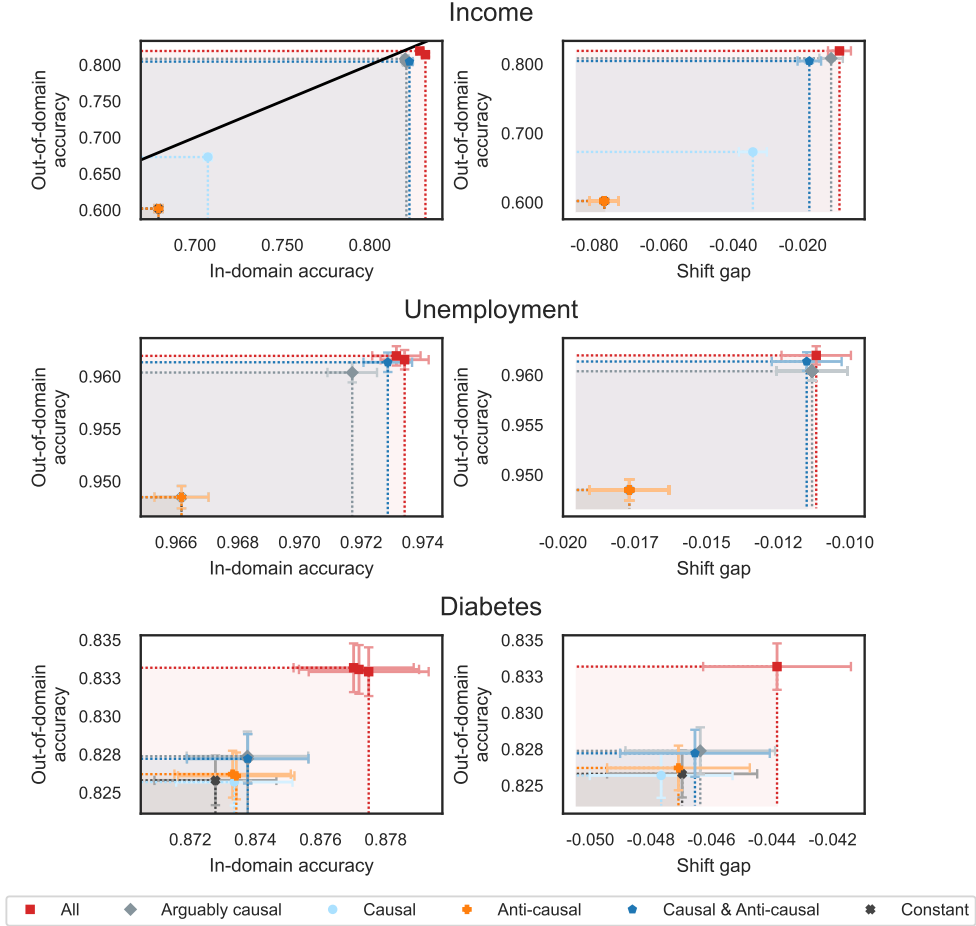 Income
Out-of-domain
accuracy
0.800
0.750
0.700
0.650
0.600
0.700
0.750
0.800
In-domain accuracy
Out-of-domain
accuracy
0.800
0.700
0.600
-0.080
-0.060
-0.040
-0.020
Shift gap
Unemployment
Out-of-domain
accuracy
0.960
0.955
0.950
0.966
0.968
0.970
0.972
0.974
In-domain accuracy
Out-of-domain
accuracy
0.960
0.955
0.950
-0.020
-0.017
-0.015
-0.012
-0.010
Shift gap
Diabetes
Out-of-domain
accuracy
0.835
0.833
0.830
0.828
0.825
0.872
0.874
0.876
0.878
In-domain accuracy
Out-of-domain
accuracy
0.835
0.833
0.830
0.828
0.825
-0.050
-0.048
-0.046
-0.044
-0.042
Shift gap
All
Arguably causal
Causal
Anti-causal
Causal & Anti-causal
Constant